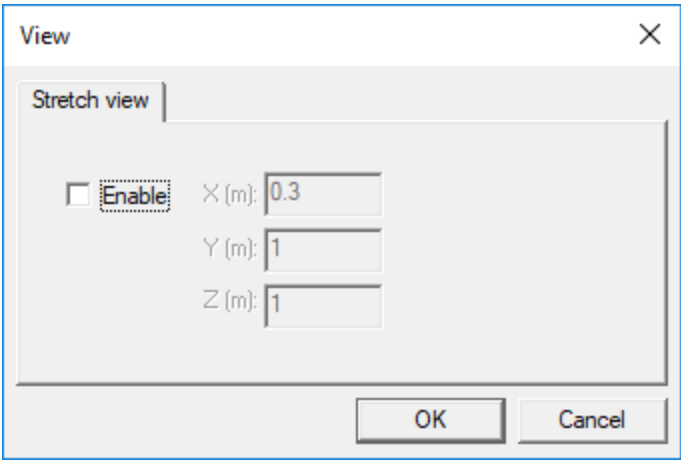 View
Stretch view
Enable
X (m): 0.3
Y (m): 1
Z (m): 1
OK
Cancel